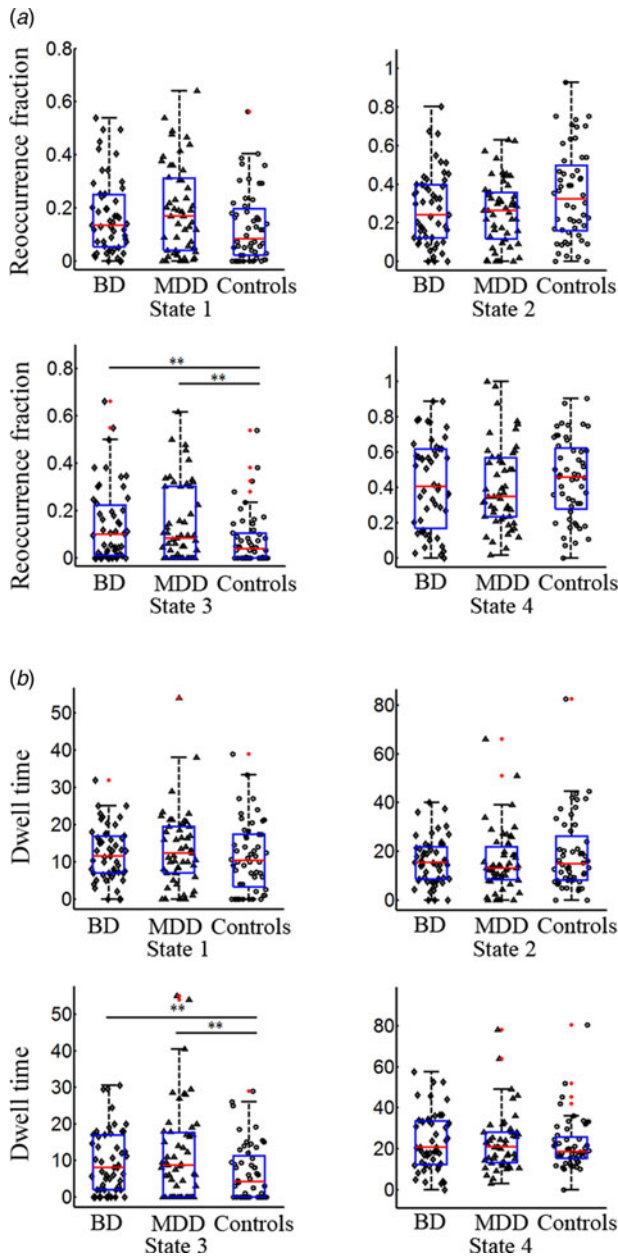 (a)
Reoccurrence fraction
0.8
0.6
0.4
0.2
0
BD MDD Controls
State 1
1
0.8
0.6
0.4
0.2
0
BD MDD Controls
State 2
Reoccurrence fraction
0.8
0.6
0.4
0.2
0
**
**
BD MDD Controls
State 3
1
0.8
0.6
0.4
0.2
0
BD MDD Controls
State 4
(b)
Dwell time
50
40
30
20
10
0
BD MDD Controls
State 1
80
60
40
20
0
BD MDD Controls
State 2
Dwell time
50
40
30
20
10
0
**
**
BD MDD Controls
State 3
100
80
60
40
20
0
BD MDD Controls
State 4